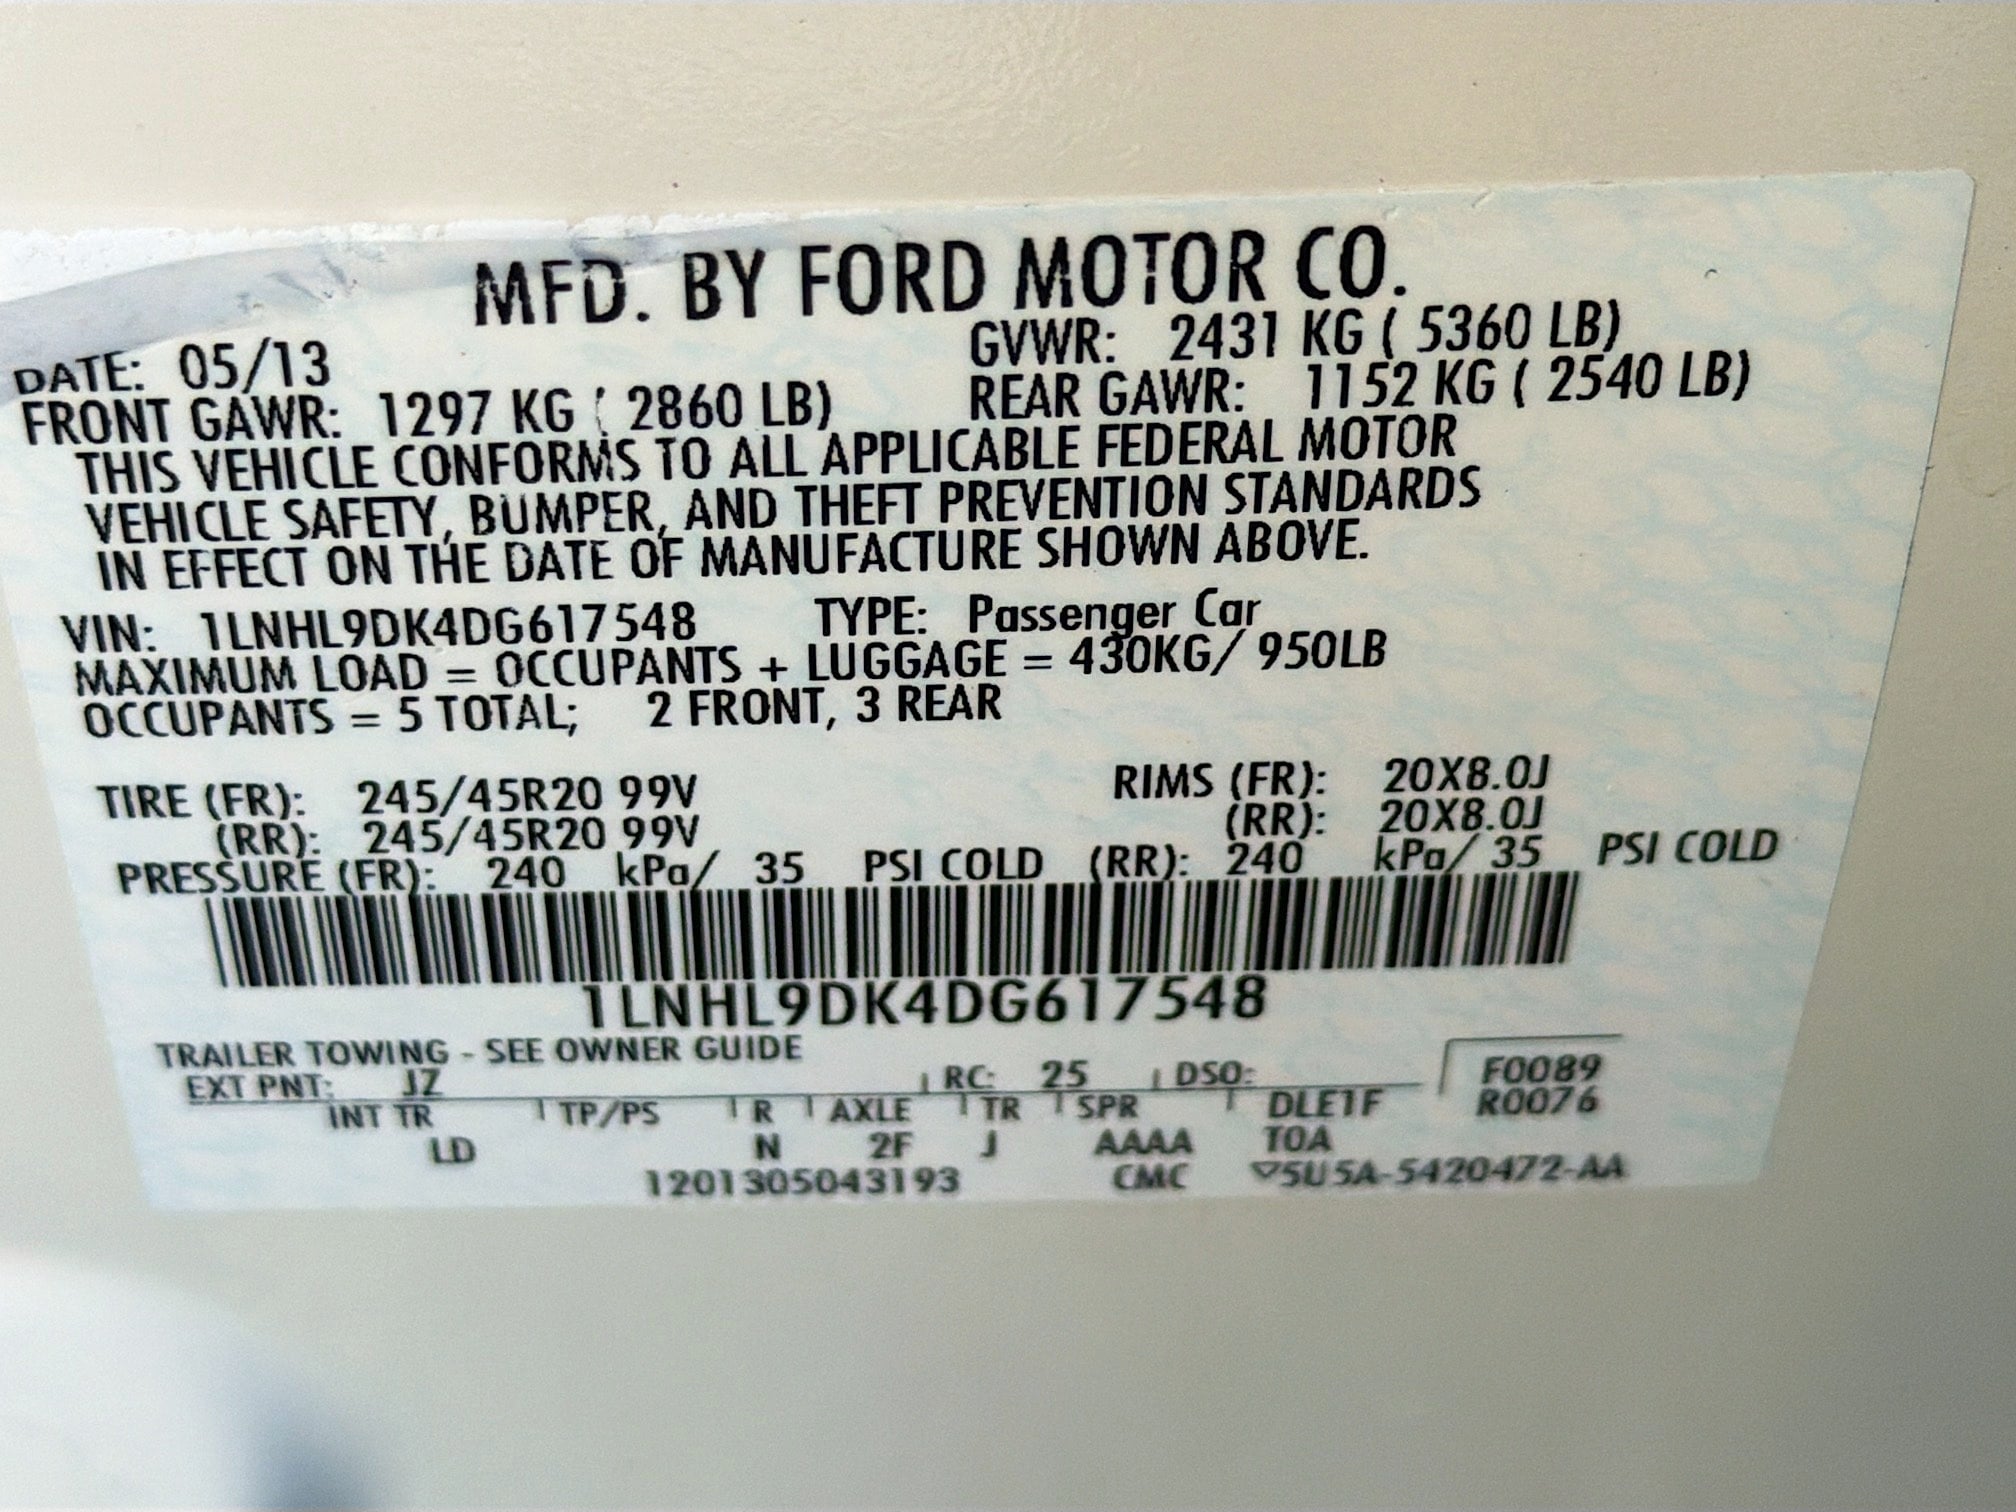 MFD. BY FORD MOTOR CO.
DATE: 05/13 GVWR: 2431 KG ( 5360 LB)
FRONT GAWR: 1297 KG ( 2860 LB) REAR GAWR: 1152 KG ( 2540 LB)
THIS VEHICLE CONFORMS TO ALL APPLICABLE FEDERAL MOTOR
VEHICLE SAFETY, BUMPER, AND THEFT PREVENTION STANDARDS
IN EFFECT ON THE DATE OF MANUFACTURE SHOWN ABOVE.
VIN: 1LNHL9DK4DG617548 TYPE: Passenger Car
MAXIMUM LOAD = OCCUPANTS + LUGGAGE = 430KG/ 950LB
OCCUPANTS = 5 TOTAL; 2 FRONT, 3 REAR
TIRE (FR): 245/45R20 99V RIMS (FR): 20X8.0J
(RR): 245/45R20 99V (RR): 20X8.0J
PRESSURE (FR): 240 kPa/ 35 PSI COLD (RR): 240 kPa/ 35 PSI COLD
1LNHL9DK4DG617548
TRAILER TOWING - SEE OWNER GUIDE
EXT PNT: JZ RC: 25 DSO: F0089
INT TR TP/PS R AXLE TR SPR DLE1F R0076
LD N 2F J AAAA TOA
1201305043193 CMC ▽5U5A-5420472-AA